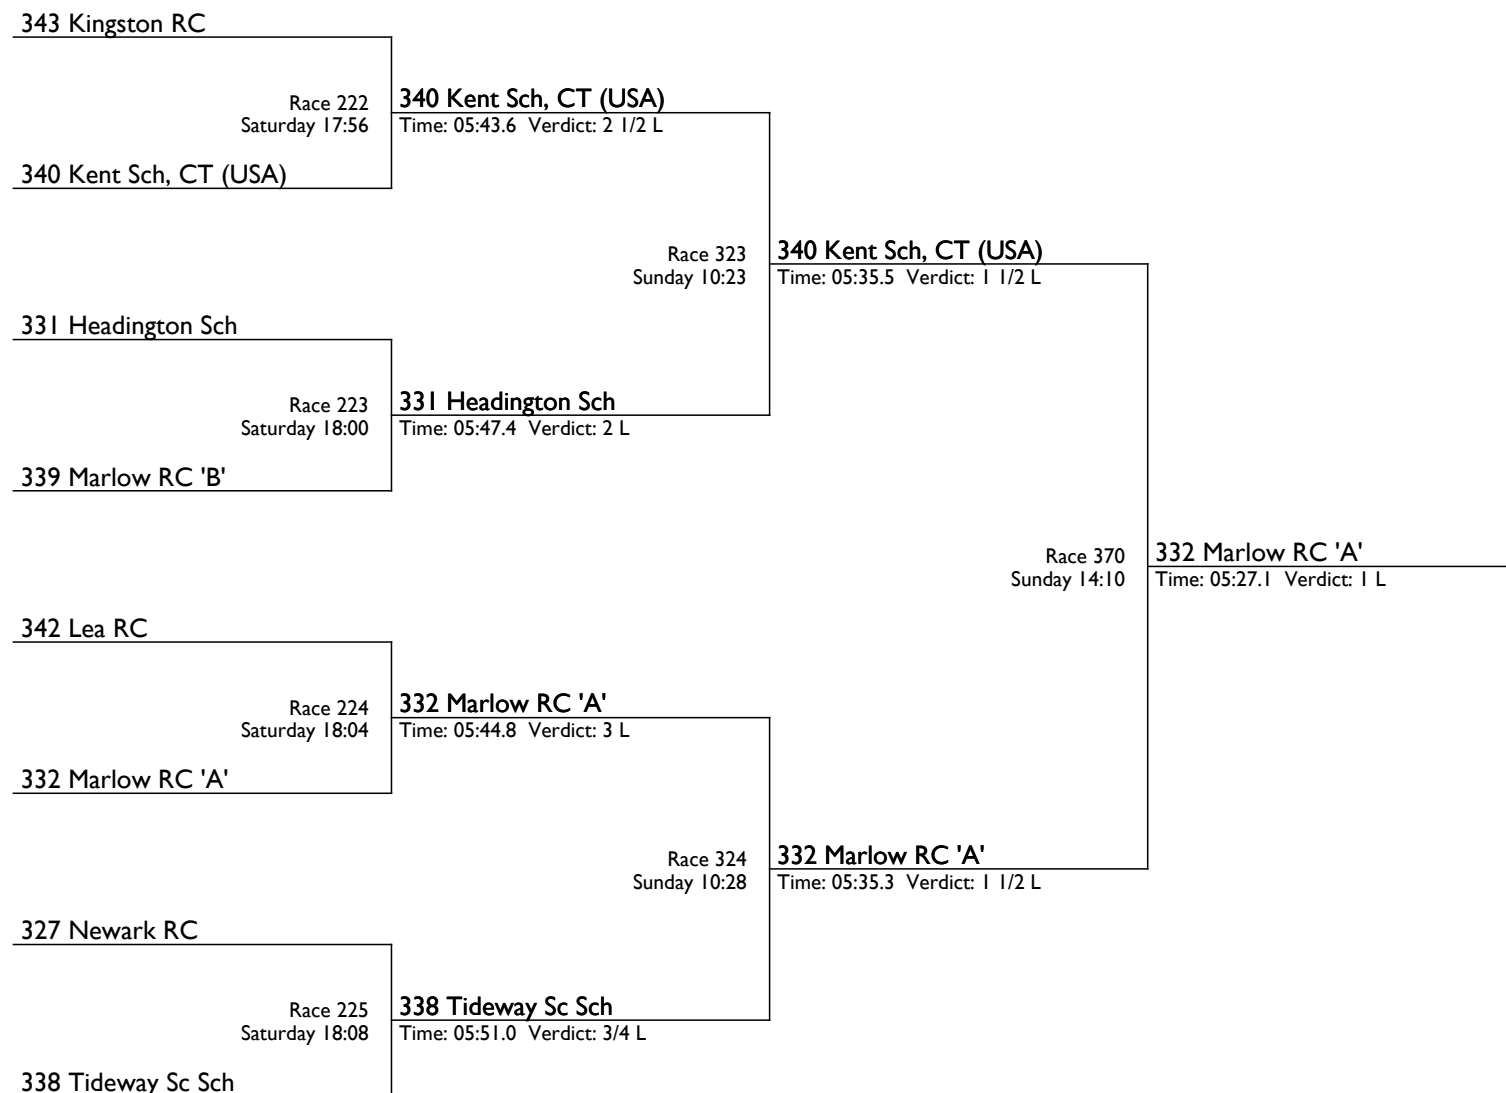 343 Kingston RC
Race 222
Saturday 17:56
340 Kent Sch, CT (USA)
Time: 05:43.6 Verdict: 2 1/2 L
340 Kent Sch, CT (USA)
Race 323
Sunday 10:23
340 Kent Sch, CT (USA)
Time: 05:35.5 Verdict: 1 1/2 L
331 Headington Sch
Race 223
Saturday 18:00
331 Headington Sch
Time: 05:47.4 Verdict: 2 L
339 Marlow RC 'B'
Race 370
Sunday 14:10
332 Marlow RC 'A'
Time: 05:27.1 Verdict: 1 L
342 Lea RC
Race 224
Saturday 18:04
332 Marlow RC 'A'
Time: 05:44.8 Verdict: 3 L
332 Marlow RC 'A'
Race 324
Sunday 10:28
332 Marlow RC 'A'
Time: 05:35.3 Verdict: 1 1/2 L
327 Newark RC
Race 225
Saturday 18:08
338 Tideway Sc Sch
Time: 05:51.0 Verdict: 3/4 L
338 Tideway Sc Sch